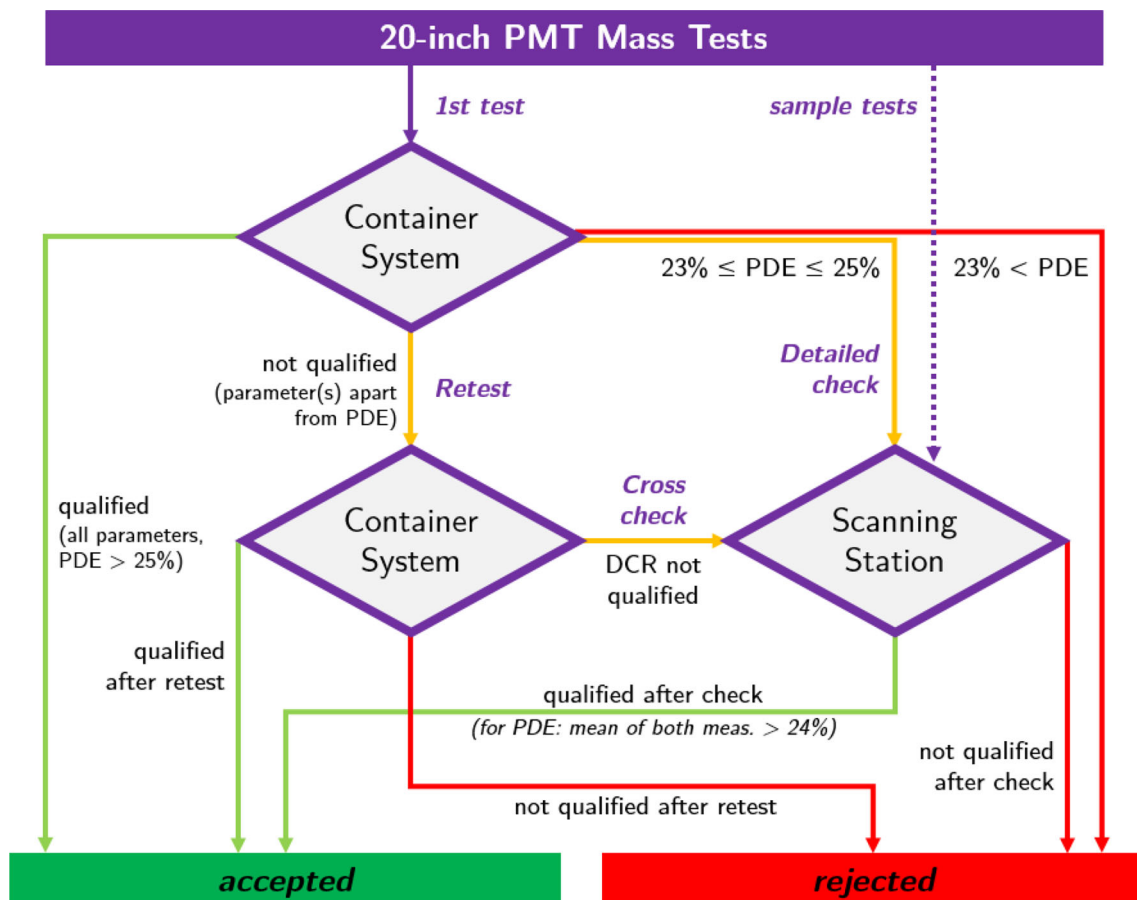 20-inch PMT Mass Tests
1st test
sample tests
Container
System
23% ≤ PDE ≤ 25%
23% < PDE
not qualified
(parameter(s) apart
from PDE)
Retest
Detailed
check
qualified
(all parameters,
PDE > 25%)
Container
System
Cross
check
DCR not
qualified
Scanning
Station
qualified
after retest
qualified after check
(for PDE: mean of both meas. > 24%)
not qualified
after check
not qualified after retest
accepted
rejected